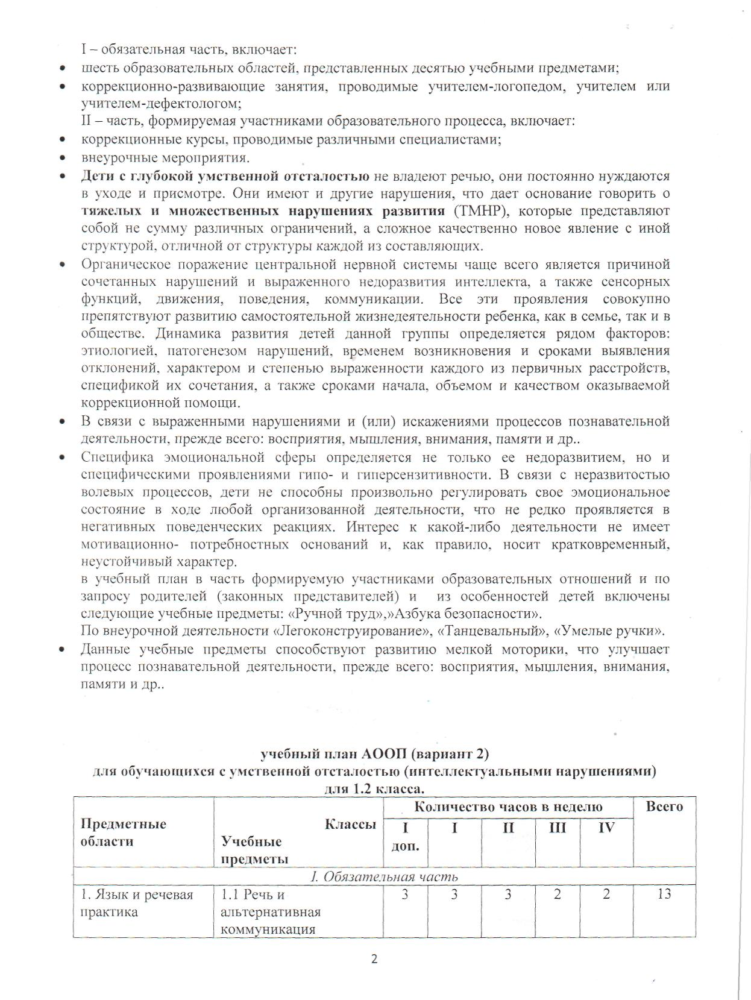 I – обязательная часть, включает:
• шесть образовательных областей, представленных десятью учебными предметами;
• коррекционно-развивающие занятия, проводимые учителем-логопедом, учителем или
учителем-дефектологом;
II – часть, формируемая участниками образовательного процесса, включает:
• коррекционные курсы, проводимые различными специалистами;
• внеурочные мероприятия.
• Дети с глубокой умственной отсталостью не владеют речью, они постоянно нуждаются
в уходе и присмотре. Они имеют и другие нарушения, что дает основание говорить о
тяжелых и множественных нарушениях развития (ТМНР), которые представляют
собой не сумму различных ограничений, а сложное качественно новое явление с иной
структурой, отличной от структуры каждой из составляющих.
• Органическое поражение центральной нервной системы чаще всего является причиной
сочетанных нарушений и выраженного недоразвития интеллекта, а также сенсорных
функций, движения, поведения, коммуникации. Все эти проявления совокупно
препятствуют развитию самостоятельной жизнедеятельности ребенка, как в семье, так и в
обществе. Динамика развития детей данной группы определяется рядом факторов:
этиологией, патогенезом нарушений, временем возникновения и сроками выявления
отклонений, характером и степенью выраженности каждого из первичных расстройств,
спецификой их сочетания, а также сроками начала, объемом и качеством оказываемой
коррекционной помощи.
• В связи с выраженными нарушениями и (или) искажениями процессов познавательной
деятельности, прежде всего: восприятия, мышления, внимания, памяти и др..
• Специфика эмоциональной сферы определяется не только ее недоразвитием, но и
специфическими проявлениями гипо- и гиперсензитивности. В связи с неразвитостью
волевых процессов, дети не способны произвольно регулировать свое эмоциональное
состояние в ходе любой организованной деятельности, что не редко проявляется в
негативных поведенческих реакциях. Интерес к какой-либо деятельности не имеет
мотивационно- потребностных оснований и, как правило, носит кратковременный,
неустойчивый характер.
в учебный план в часть формируемую участниками образовательных отношений и по
запросу родителей (законных представителей) и из особенностей детей включены
следующие учебные предметы: «Ручной труд»,»Азбука безопасности».
По внеурочной деятельности «Легоконструирование», «Танцевальный», «Умелые ручки».
• Данные учебные предметы способствуют развитию мелкой моторики, что улучшает
процесс познавательной деятельности, прежде всего: восприятия, мышления, внимания,
памяти и др..
учебный план АООП (вариант 2)
для обучающихся с умственной отсталостью (интеллектуальными нарушениями)
для 1.2 класса.
Количество часов в неделю Всего
Предметные Классы I I II III IV
области Учебные доп.
предметы
I. Обязательная часть
1. Язык и речевая 1.1 Речь и 3 3 3 2 2 13
практика альтернативная
коммуникация
2